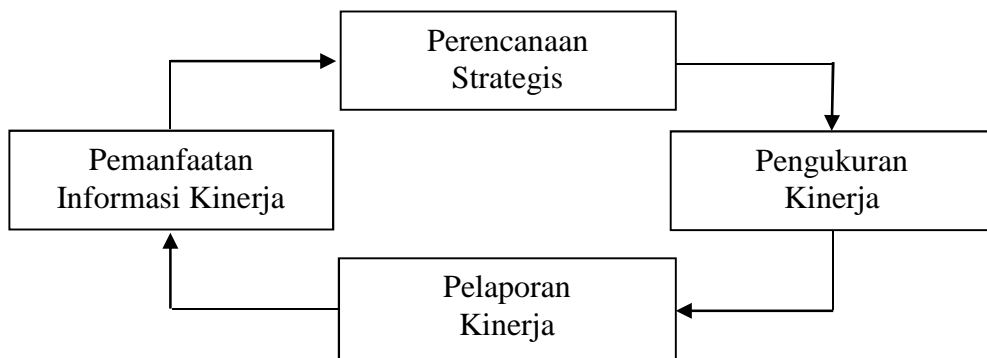 Perencanaan
Strategis
Pemanfaatan
Informasi Kinerja
Pengukuran
Kinerja
Pelaporan
Kinerja